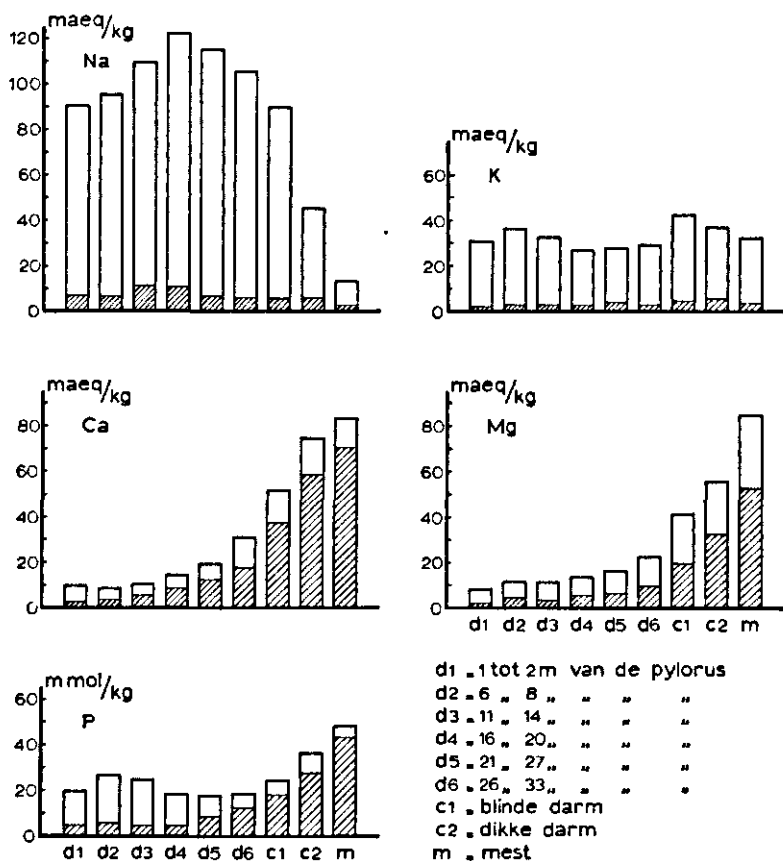 maeq/kg
Na
120
100
80
60
40
20
0
maeq/kg
K
60
40
20
0
maeq/kg
Ca
80
60
40
20
0
maeq/kg
Mg
80
60
40
20
0
d1 d2 d3 d4 d5 d6 c1 c2 m
mmol/kg
P
60
40
20
0
d1 d2 d3 d4 d5 d6 c1 c2 m
d1 = 1 tot 2m van de pylorus
d2 = 6 „ 8 „ „ „ „
d3 = 11 „ 14 „ „ „ „
d4 = 16 „ 20 „ „ „ „
d5 = 21 „ 27 „ „ „ „
d6 = 26 „ 33 „ „ „ „
c1 = blinde darm
c2 = dikke darm
m = mest